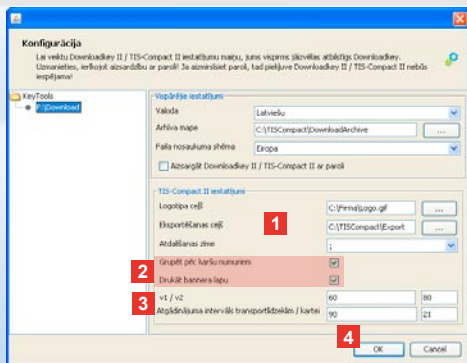 Konfigurācija
Lai veiktu Downloadkey II / TIS-Compact II iestatījumu maiņu, jums vispirms jāizvēlas atbilstīgs Downloadkey.
Uzmanieties, ierīkojot aizsardzību ar paroli! Ja aizmirsīsiet paroli, tad piekļuve Downloadkey II / TIS-Compact II nebūs
iespējama!
KeyTools
F:\Download
Vispārējie iestatījumi
Valoda
Latviešu
Arhīva mape
C:\TISCompact\DownloadArchive
...
Faila nosaukuma shēma
Eiropa
Aizsargāt Downloadkey II / TIS-Compact II ar paroli
TIS-Compact II iestatījumi
Logotipa ceļš
C:\Firma\Logo.gif
...
1
Eksportēšanas ceļš
C:\TISCompact\Export
...
Atdalīšanas zīme
;
2
Grupēt pēc karšu numuriem
Drukāt bannera lapu
3
v1 / v2
60
80
Atgādinājuma intervāls transportlīdzeklim / kartei
90
21
4
OK
Cancel